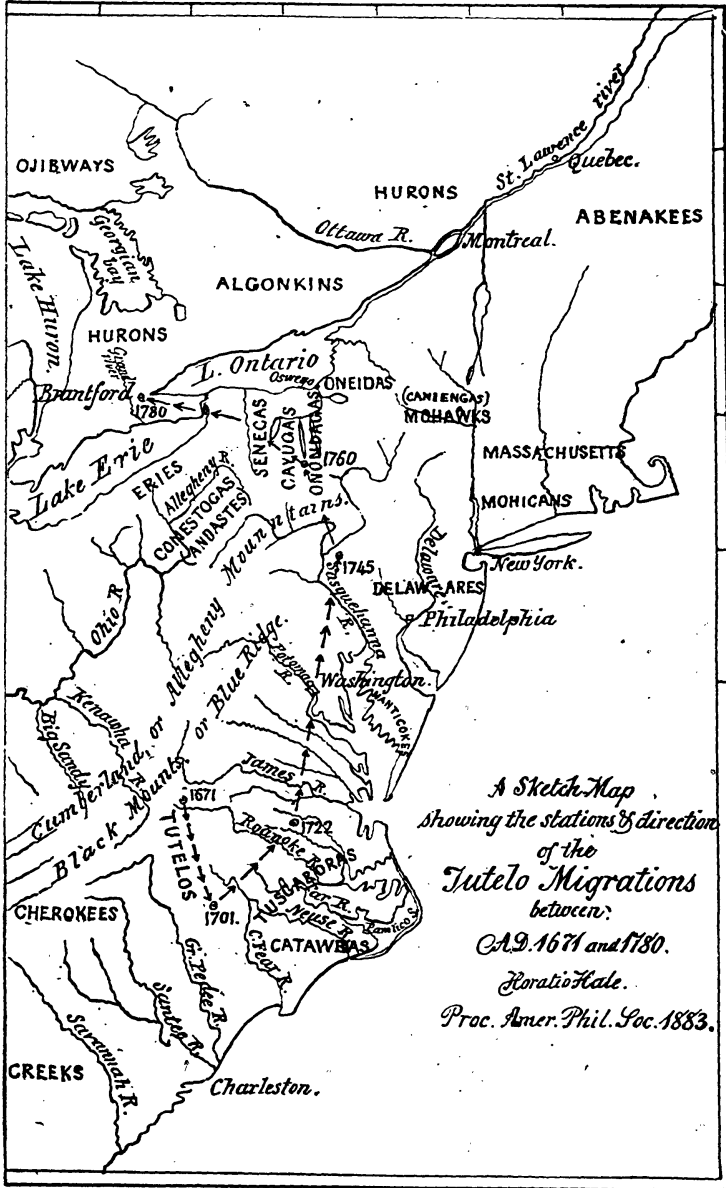 St. Lawrence river
Quebec.
OJIBWAYS
HURONS
ABENAKEES
Ottawa R.
Montreal.
Georgian
bay
Lake Huron.
ALGONKINS
HURONS
Grand
River
L. Ontario
Oswego
ONEIDAS
Brantford
1780
(CANIENGAS)
MOHAWKS
SENECAS
CAYUGAS
ONONDAGAS
1760
MASSACHUSETTS
Lake Erie
ERIES
Allegheny R.
CONESTOGAS
(ANDASTES)
MOHICANS
New York.
1745
Delaware
DELAWARES
Philadelphia
Susquehanna
R.
Ohio R
Cumberland, or Allegheny Mountains.
Black Mounts. or Blue Ridge.
Potomac
R.
Washington.
NANTICOKES
Kenawha
R.
Big Sandy
James R.
1671
1722
Roanoke R.
TUTELOS
TUSCARORAS
Tar R.
Neuse R.
Pamlico S.
1701.
CATAWBAS
C. Fear R.
CHEROKEES
Gt. Pedee R.
Santee R.
Savannah R.
CREEKS
Charleston.
A Sketch-Map
showing the stations & direction
of the
Tutelo Migrations
between:
A.D. 1671 and 1780.
Horatio Hale.
Proc. Amer. Phil. Soc. 1883.